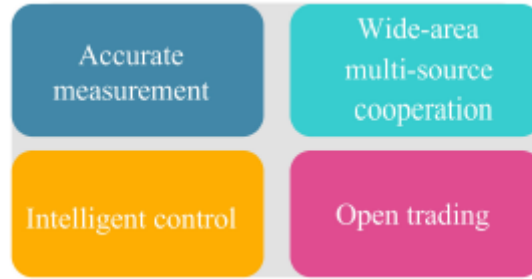 Accurate
measurement
Wide-area
multi-source
cooperation
Intelligent control
Open trading